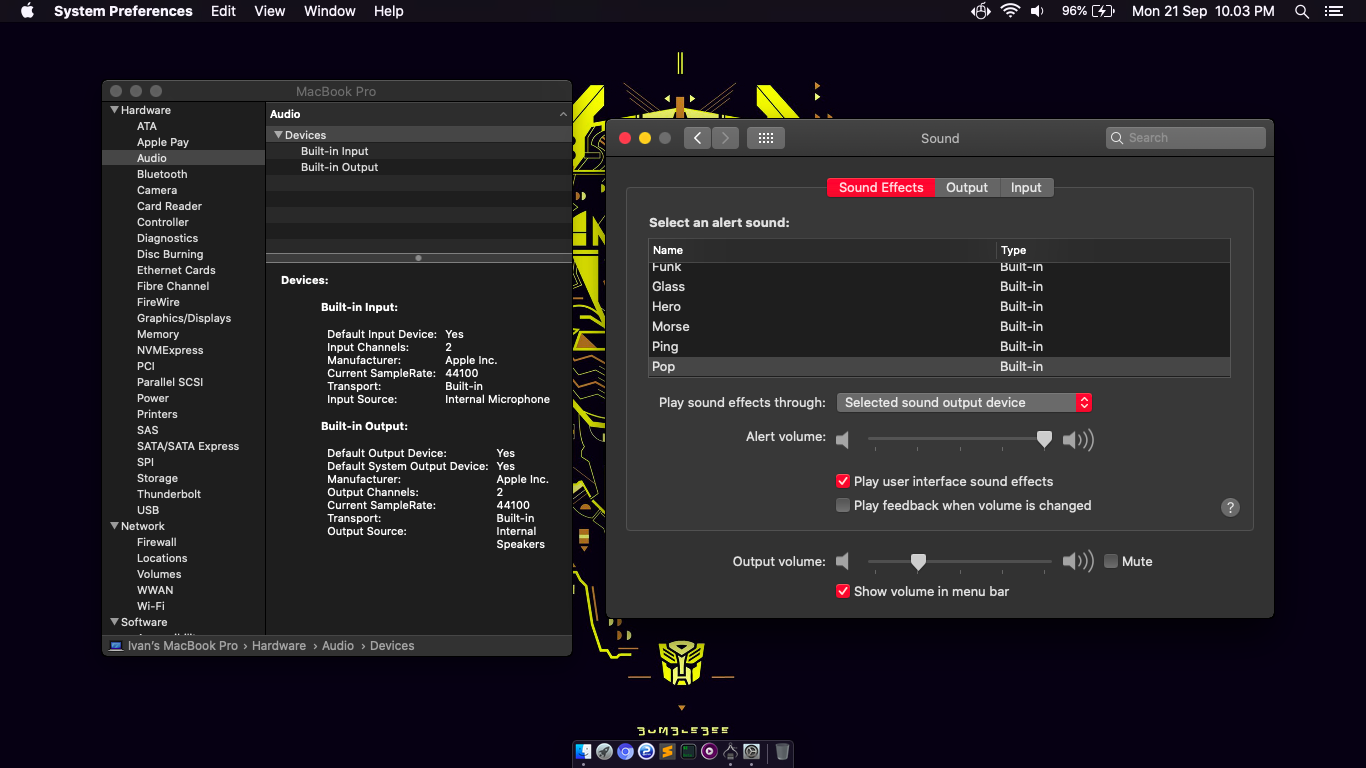 System Preferences Edit View Window Help
96% Mon 21 Sep 10.03 PM
MacBook Pro
Hardware
ATA
Apple Pay
Audio
Bluetooth
Camera
Card Reader
Controller
Diagnostics
Disc Burning
Ethernet Cards
Fibre Channel
FireWire
Graphics/Displays
Memory
NVMExpress
PCI
Parallel SCSI
Power
Printers
SAS
SATA/SATA Express
SPI
Storage
Thunderbolt
USB
Network
Firewall
Locations
Volumes
WWAN
Wi-Fi
Software
Audio
Devices
Built-in Input
Built-in Output
Devices:
Built-in Input:
Default Input Device: Yes
Input Channels: 2
Manufacturer: Apple Inc.
Current SampleRate: 44100
Transport: Built-in
Input Source: Internal Microphone
Built-in Output:
Default Output Device: Yes
Default System Output Device: Yes
Manufacturer: Apple Inc.
Output Channels: 2
Current SampleRate: 44100
Transport: Built-in
Output Source: Internal
Speakers
Ivan's MacBook Pro › Hardware › Audio › Devices
Sound
Search
Sound Effects Output Input
Select an alert sound:
Name Type
Funk Built-in
Glass Built-in
Hero Built-in
Morse Built-in
Ping Built-in
Pop Built-in
Play sound effects through: Selected sound output device
Alert volume:
Play user interface sound effects
Play feedback when volume is changed
?
Output volume: Mute
Show volume in menu bar
BUMBLEBEE